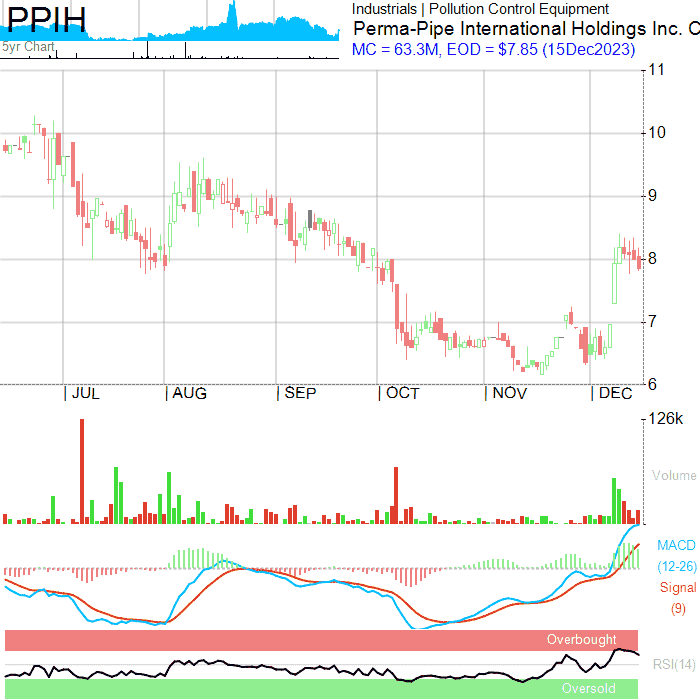 PPIH
5yr Chart
Industrials | Pollution Control Equipment
Perma-Pipe International Holdings Inc. C
MC = 63.3M, EOD = $7.85 (15Dec2023)
11
10
9
8
7
6
JUL AUG SEP OCT NOV DEC
126k
Volume
MACD
(12-26)
Signal
(9)
Overbought
RSI(14)
Oversold